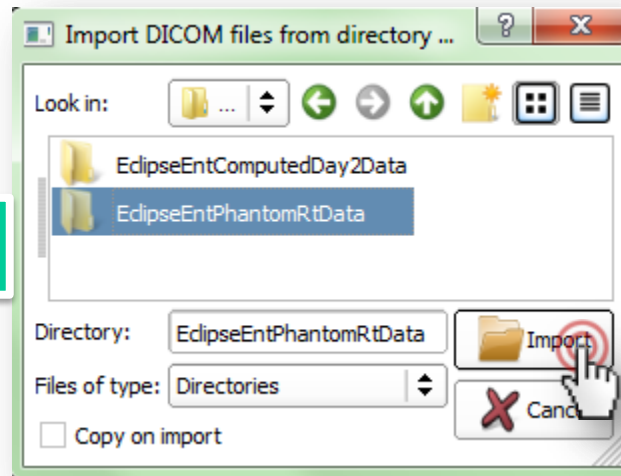 Import DICOM files from directory ...
Look in: ...
EclipseEntComputedDay2Data
EclipseEntPhantomRtData
Directory: EclipseEntPhantomRtData Import
Files of type: Directories
Copy on import